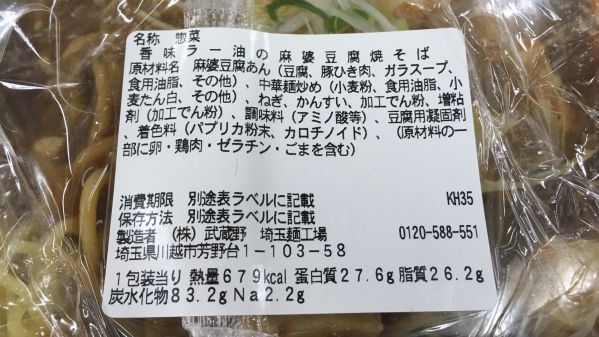 名称 惣菜
香味ラー油の麻婆豆腐焼そば
原材料名 麻婆豆腐あん（豆腐、豚ひき肉、ガラスープ、
食用油脂、その他）、中華麺炒め（小麦粉、食用油脂、小
麦たん白、その他）、ねぎ、かんすい、加工でん粉、増粘
剤（加工でん粉）、調味料（アミノ酸等）、豆腐用凝固剤
、着色料（パプリカ粉末、カロチノイド）、（原材料の一
部に卵・鶏肉・ゼラチン・ごまを含む）
消費期限 別途表ラベルに記載 KH35
保存方法 別途表ラベルに記載
製造者 （株）武蔵野 埼玉麺工場 0120-588-551
埼玉県川越市芳野台1－103－58
1包装当り 熱量679kcal 蛋白質27.6g 脂質26.2g
炭水化物83.2g Na2.2g